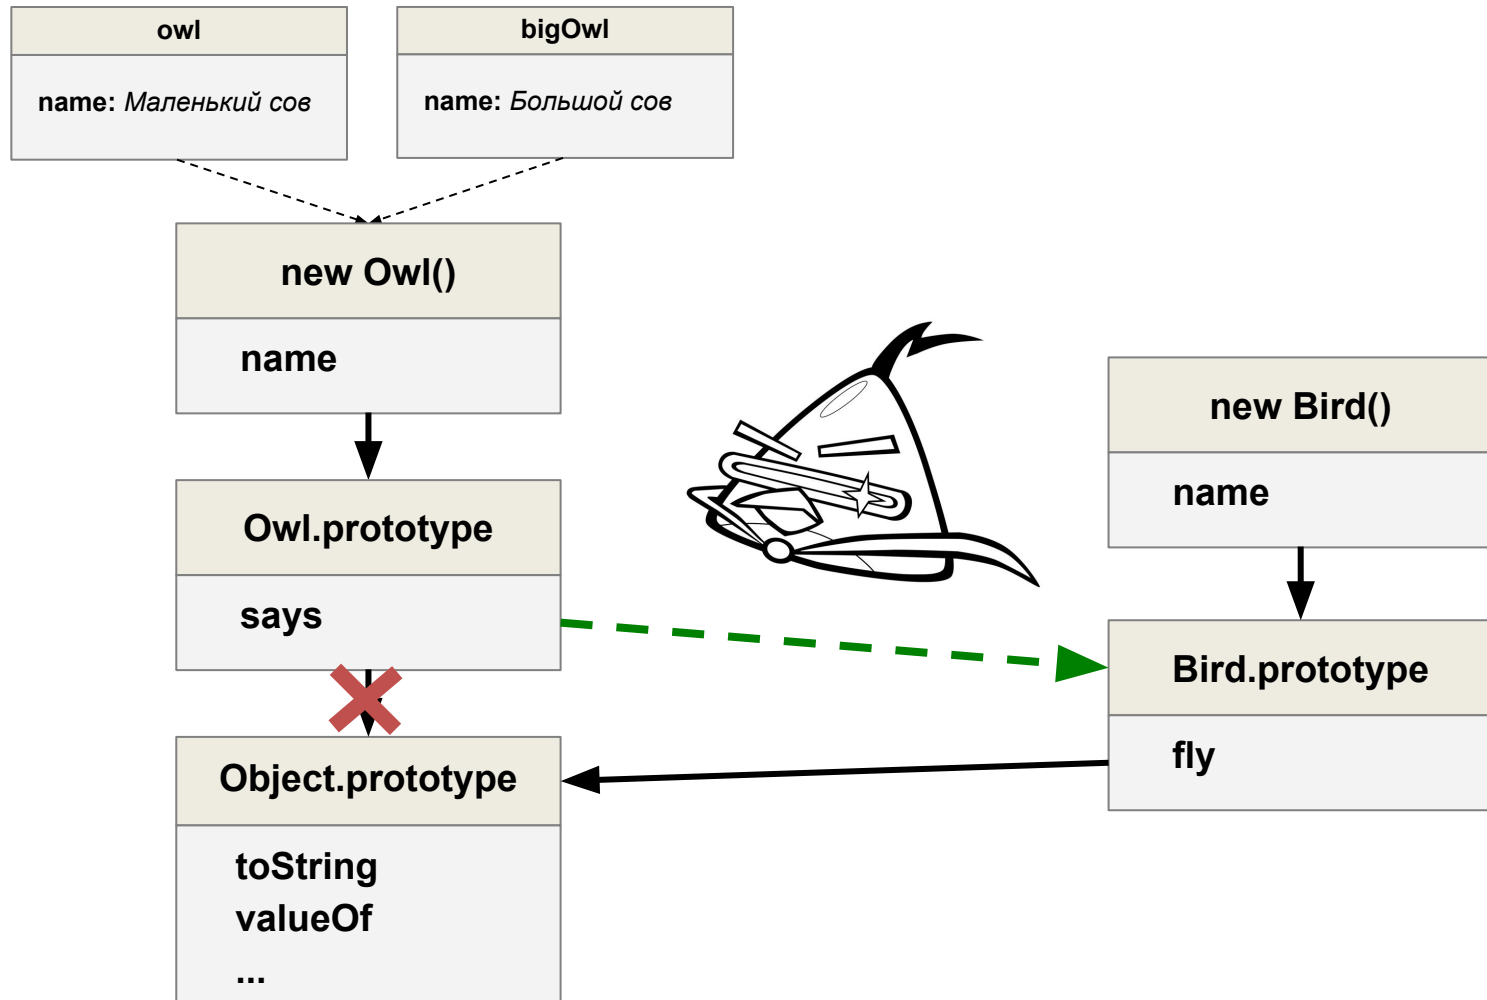 owl
name: Маленький сов
bigOwl
name: Большой сов
new Owl()
name
Owl.prototype
says
Object.prototype
toString
valueOf
...
new Bird()
name
Bird.prototype
fly